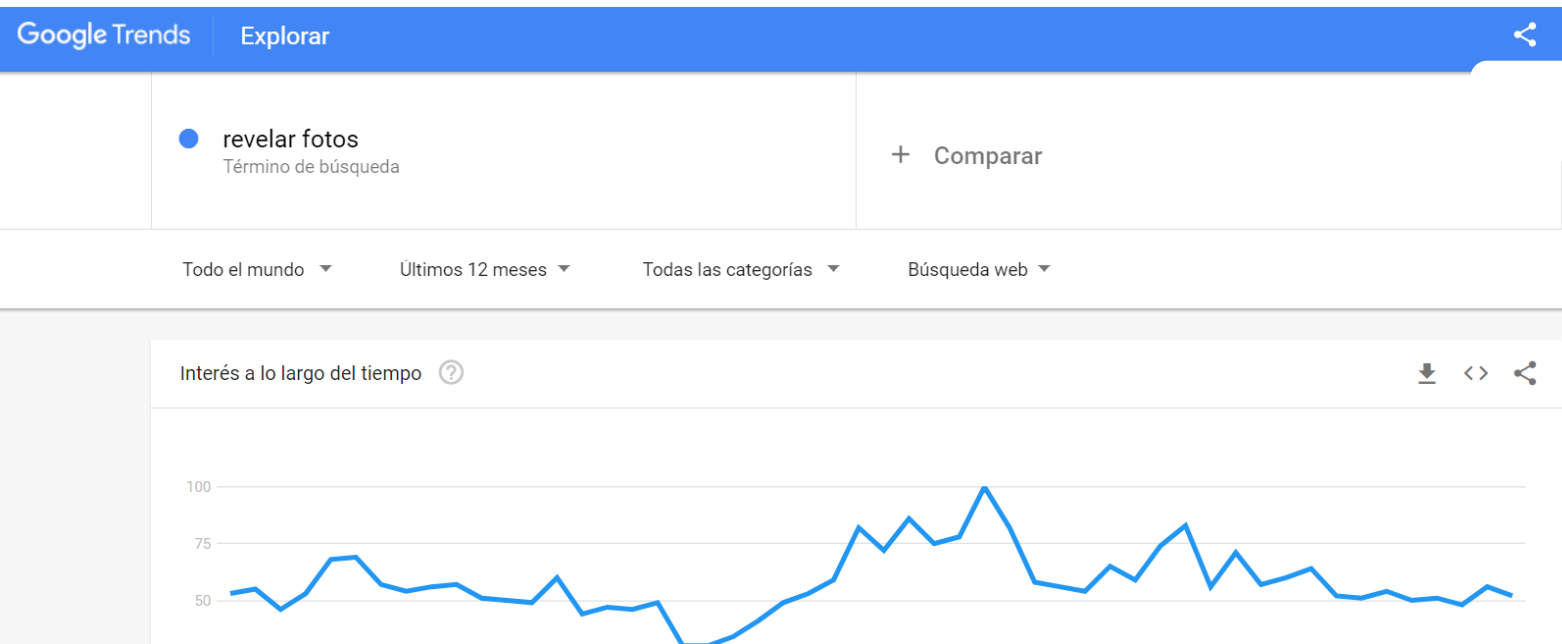 Google Trends Explorar
revelar fotos
Término de búsqueda
+ Comparar
Todo el mundo Últimos 12 meses Todas las categorías Búsqueda web
Interés a lo largo del tiempo ?
100
75
50